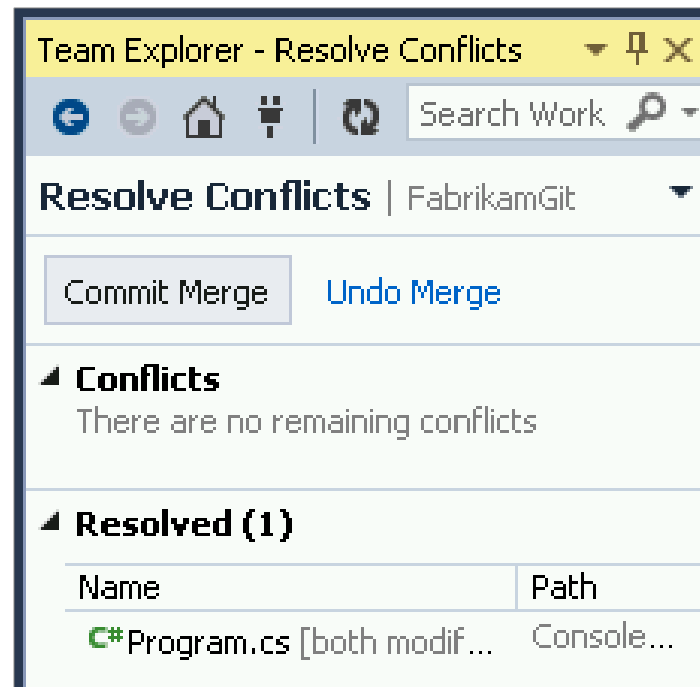 Team Explorer - Resolve Conflicts
Search Work
Resolve Conflicts | FabrikamGit
Commit Merge Undo Merge
Conflicts
There are no remaining conflicts
Resolved (1)
Name Path
C# Program.cs [both modif... Console...